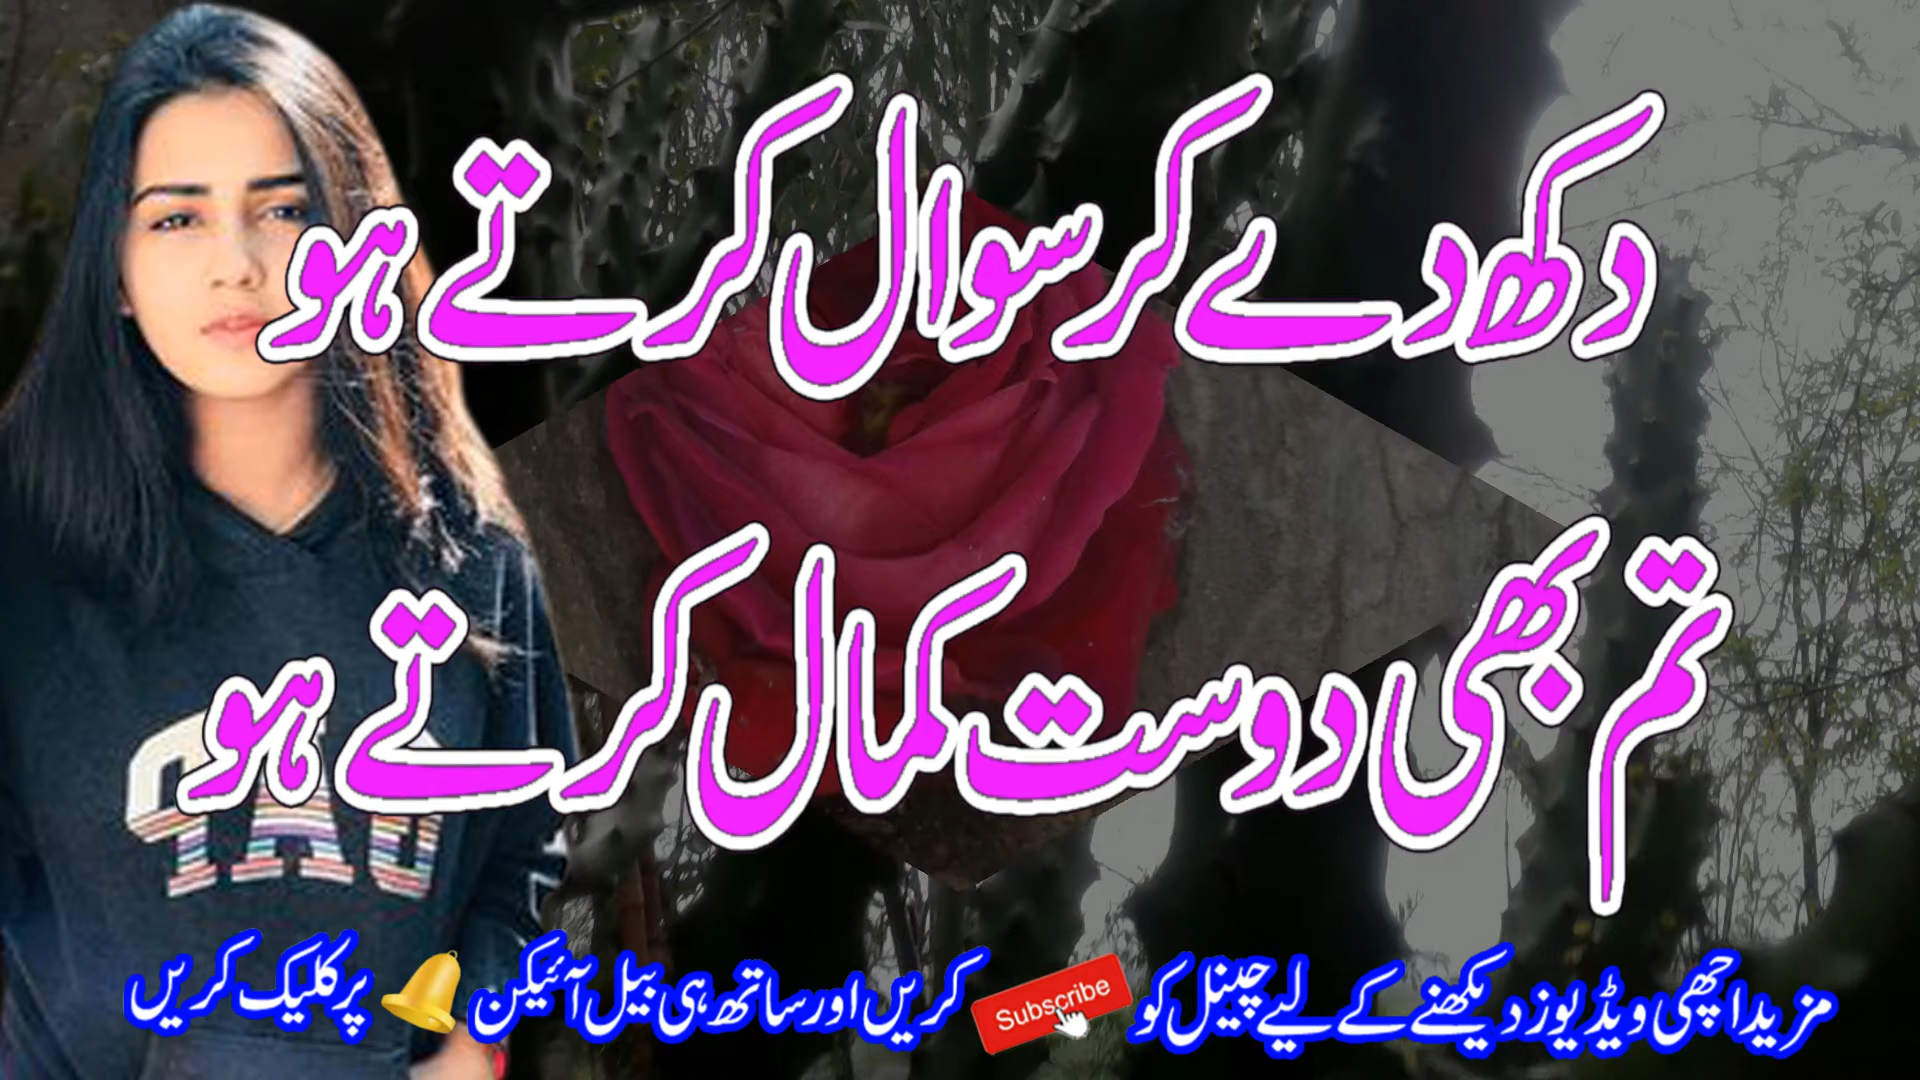 دکھ دے کر سوال کرتے ہو
تم بھی دوست کمال کرتے ہو
GAP
مزید اچھی ویڈیوز دیکھنے کے لیے چینل کو Subscribe کریں اور ساتھ ہی بیل آئیکن 🔔 پر کلیک کریں